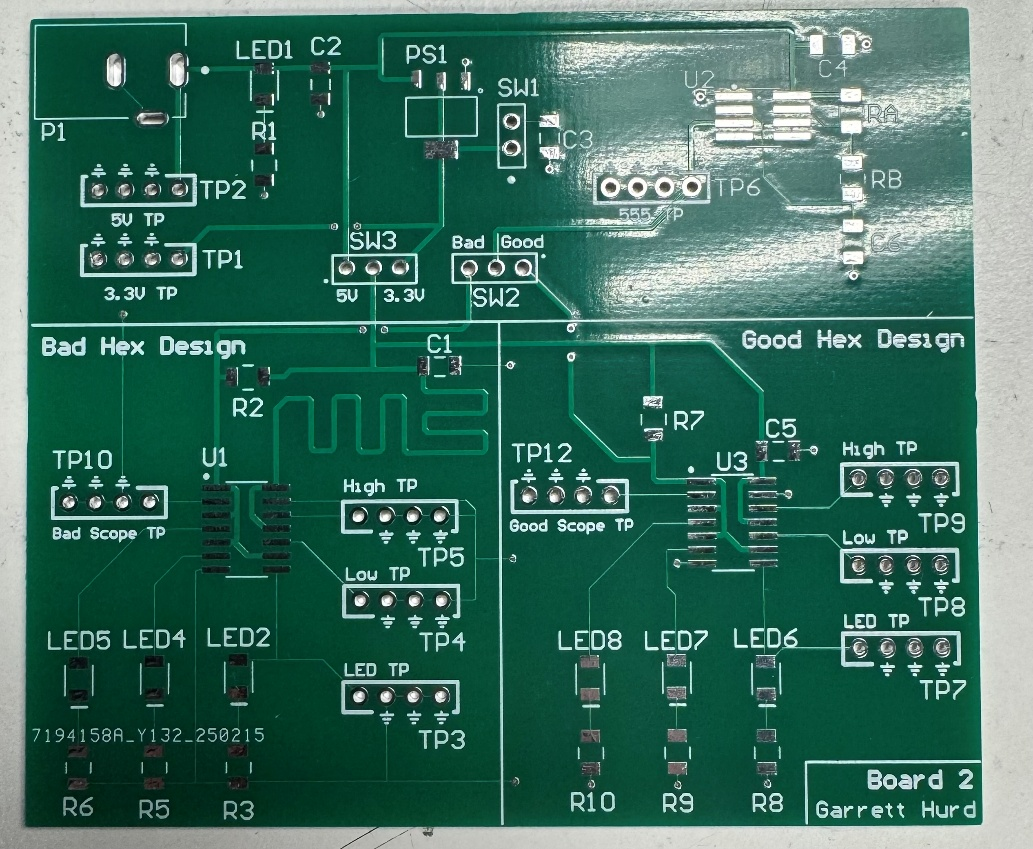 LED1
C2
PS1
SW1
U2
C4
P1
R1
C3
RA
RB
TP2
5V TP
TP6
555 TP
TP1
3.3V TP
SW3
5V 3.3V
Bad Good
SW2
Bad Hex Design
Good Hex Design
C1
R2
R7
C5
TP10
Bad Scope TP
U1
High TP
TP5
Low TP
TP4
LED TP
TP3
TP12
Good Scope TP
U3
High TP
TP9
Low TP
TP8
LED TP
TP7
LED5 LED4 LED2
LED8 LED7 LED6
7194158A_Y132_250215
R6 R5 R3
R10 R9 R8
Board 2
Garrett Hurd